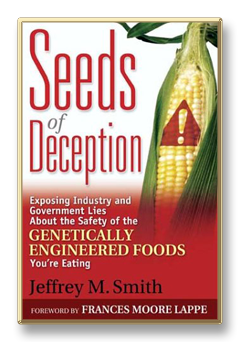 Seeds
of
Deception
Exposing Industry and
Government Lies
About the Safety of the
GENETICALLY
ENGINEERED FOODS
You're Eating
Jeffrey M. Smith
FOREWORD BY FRANCES MOORE LAPPE